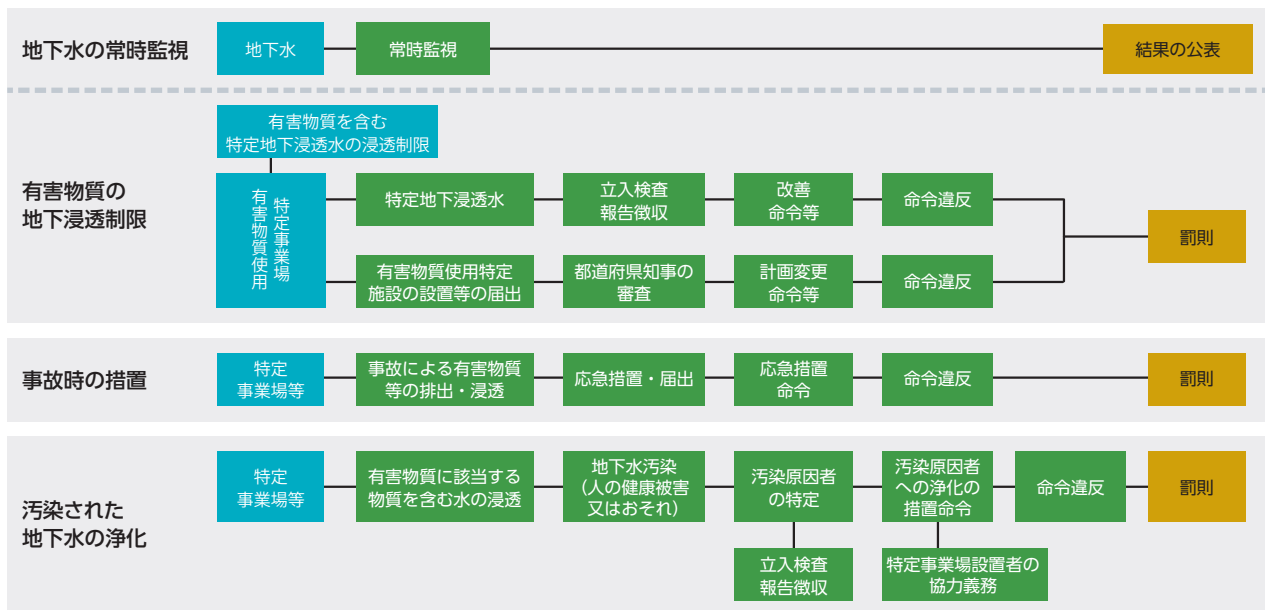 地下水の常時監視
地下水
常時監視
結果の公表
有害物質の
地下浸透制限
有害物質を含む
特定地下浸透水の浸透制限
特定事業場
有害物質使用
特定地下浸透水
立入検査
報告徴収
改善
命令等
命令違反
有害物質使用特定
施設の設置等の届出
都道府県知事の
審査
計画変更
命令等
命令違反
罰則
事故時の措置
特定
事業場等
事故による有害物質
等の排出・浸透
応急措置・届出
応急措置
命令
命令違反
罰則
汚染された
地下水の浄化
特定
事業場等
有害物質に該当する
物質を含む水の浸透
地下水汚染
(人の健康被害
又はおそれ)
汚染原因者
の特定
汚染原因者
への浄化の
措置命令
命令違反
罰則
立入検査
報告徴収
特定事業場設置者の
協力義務